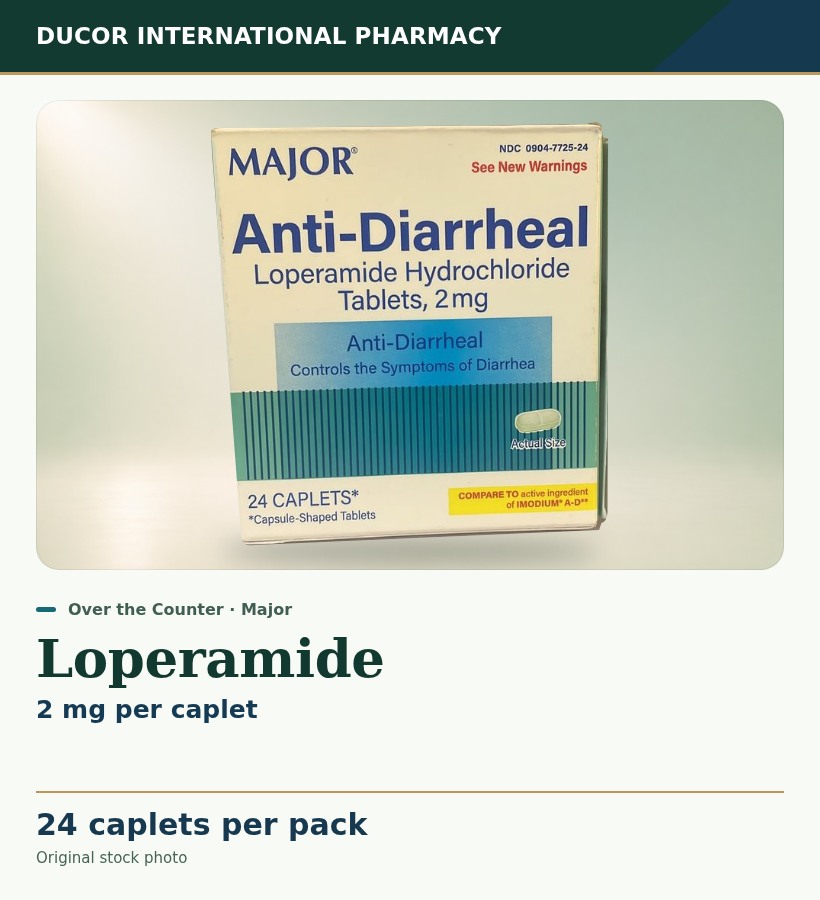 DUCOR INTERNATIONAL PHARMACY
MAJOR®
NDC 0904-7725-24
See New Warnings
Anti-Diarrheal
Loperamide Hydrochloride
Tablets, 2 mg
Anti-Diarrheal
Controls the Symptoms of Diarrhea
Actual Size
24 CAPLETS*
*Capsule-Shaped Tablets
COMPARE TO active ingredient
of IMODIUM® A-D**
Over the Counter · Major
Loperamide
2 mg per caplet
24 caplets per pack
Original stock photo